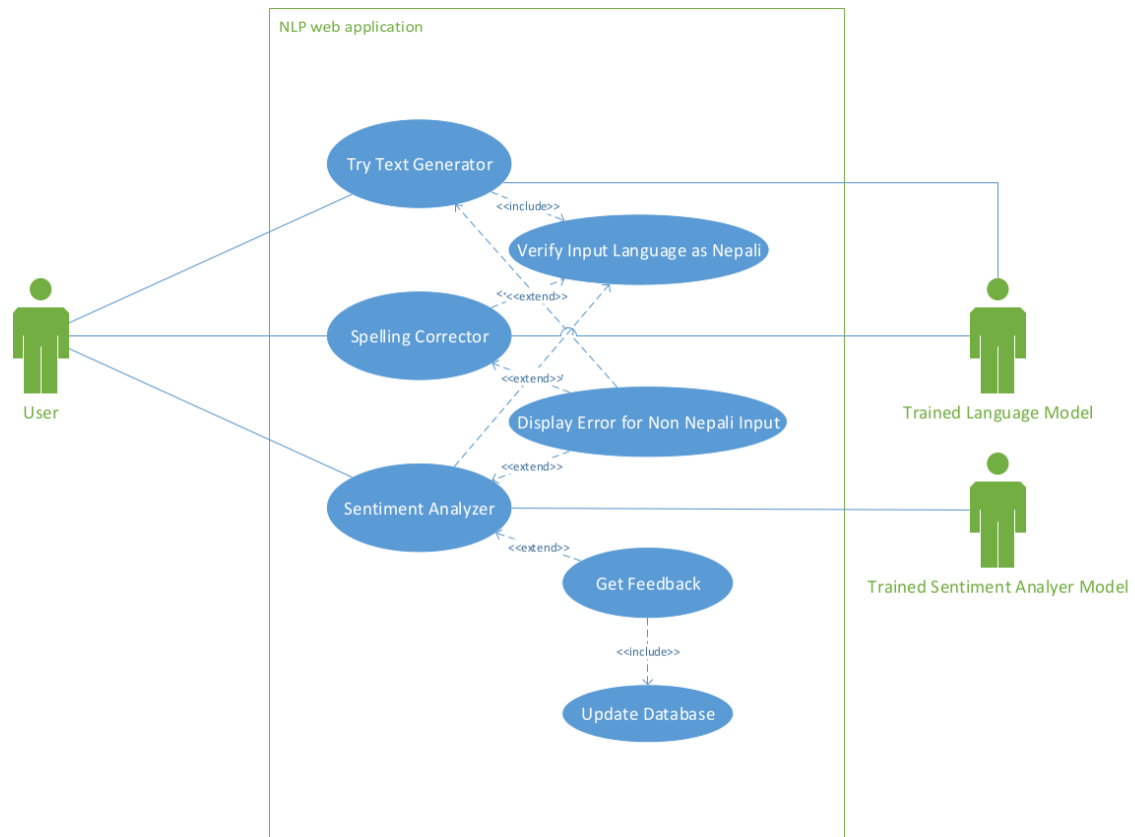 NLP web application
Try Text Generator
<<include>>
Verify Input Language as Nepali
<<extend>>
Spelling Corrector
<<extend>>
Display Error for Non Nepali Input
<<extend>>
Sentiment Analyzer
<<extend>>
Get Feedback
<<include>>
Update Database
User
Trained Language Model
Trained Sentiment Analyer Model